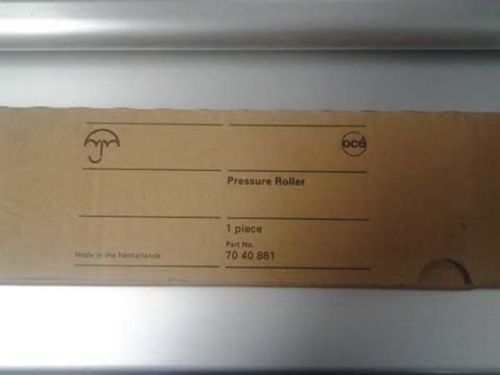 océ
Pressure Roller
1 piece
Part No.
Made in the Netherlands
70 40 881